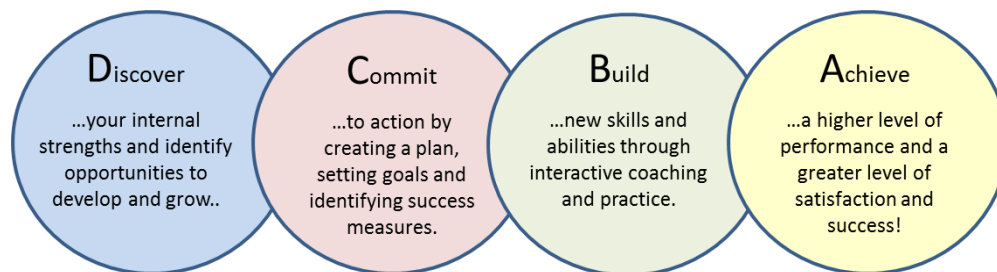 Discover
...your internal
strengths and identify
opportunities to
develop and grow..
Commit
...to action by
creating a plan,
setting goals and
identifying success
measures.
Build
...new skills and
abilities through
interactive coaching
and practice.
Achieve
...a higher level of
performance and a
greater level of
satisfaction and
success!